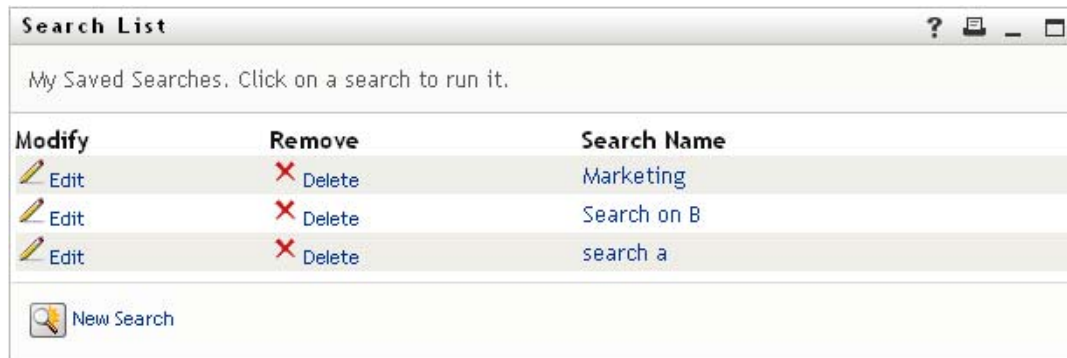 Search List ?
My Saved Searches. Click on a search to run it.
Modify Remove Search Name
Edit Delete Marketing
Edit Delete Search on B
Edit Delete search a
New Search